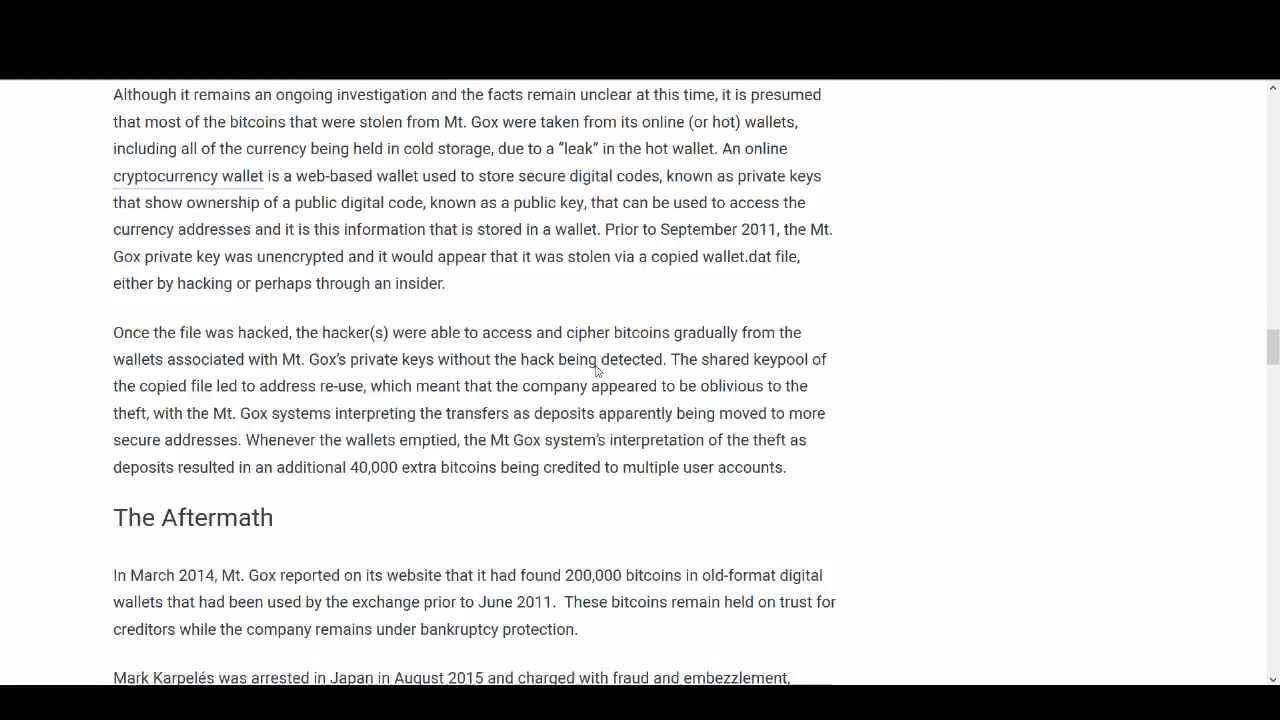 Although it remains an ongoing investigation and the facts remain unclear at this time, it is presumed
that most of the bitcoins that were stolen from Mt. Gox were taken from its online (or hot) wallets,
including all of the currency being held in cold storage, due to a “leak” in the hot wallet. An online
cryptocurrency wallet is a web-based wallet used to store secure digital codes, known as private keys
that show ownership of a public digital code, known as a public key, that can be used to access the
currency addresses and it is this information that is stored in a wallet. Prior to September 2011, the Mt.
Gox private key was unencrypted and it would appear that it was stolen via a copied wallet.dat file,
either by hacking or perhaps through an insider.
Once the file was hacked, the hacker(s) were able to access and cipher bitcoins gradually from the
wallets associated with Mt. Gox’s private keys without the hack being detected. The shared keypool of
the copied file led to address re-use, which meant that the company appeared to be oblivious to the
theft, with the Mt. Gox systems interpreting the transfers as deposits apparently being moved to more
secure addresses. Whenever the wallets emptied, the Mt Gox system’s interpretation of the theft as
deposits resulted in an additional 40,000 extra bitcoins being credited to multiple user accounts.
The Aftermath
In March 2014, Mt. Gox reported on its website that it had found 200,000 bitcoins in old-format digital
wallets that had been used by the exchange prior to June 2011. These bitcoins remain held on trust for
creditors while the company remains under bankruptcy protection.
Mark Karpelés was arrested in Japan in August 2015 and charged with fraud and embezzlement,